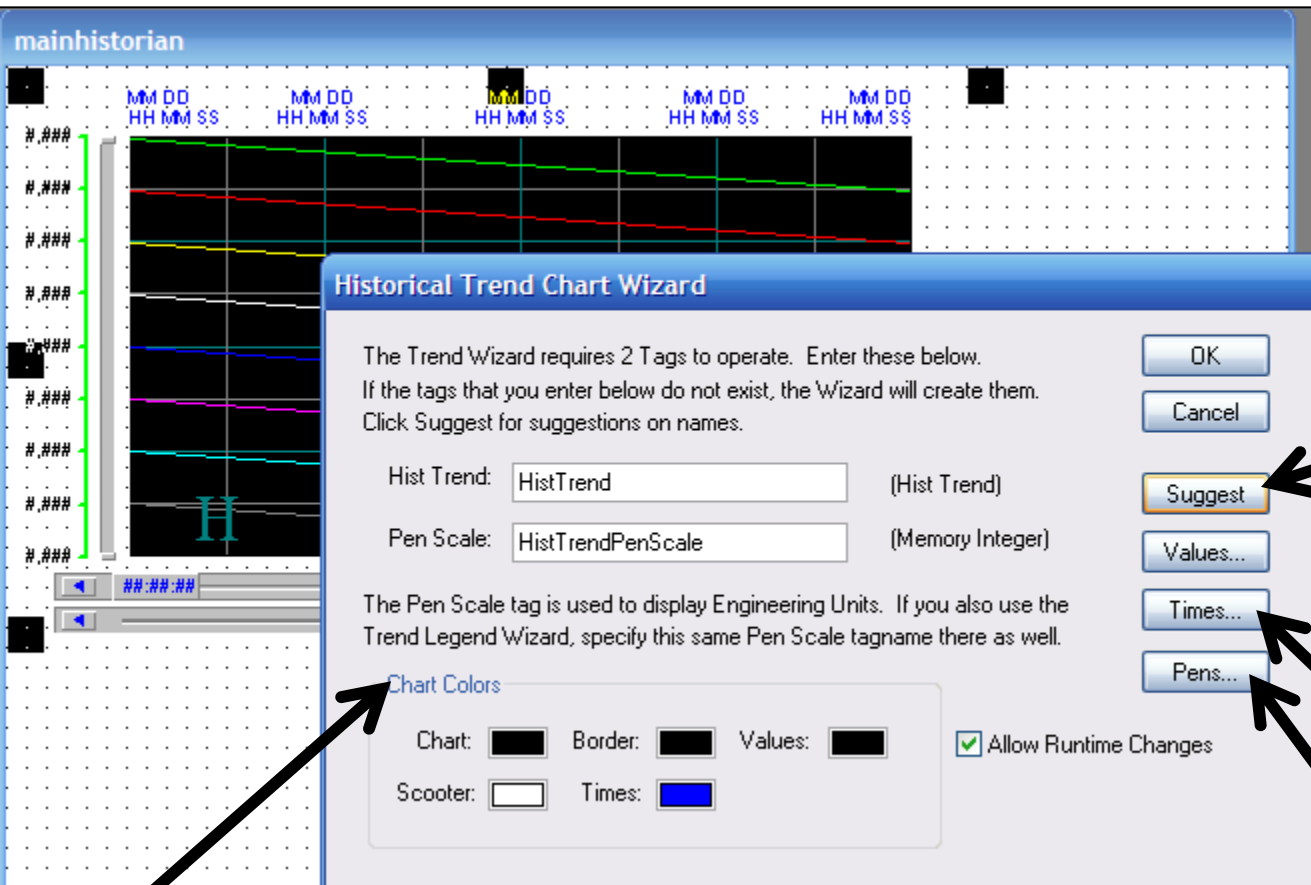 mainhistorian
MM DD MM DD MM DD MM DD MM DD
HH MM SS HH MM SS HH MM SS HH MM SS HH MM SS
#,###
#,###
#,###
#,###
#,###
#,###
#,###
#,###
#,###
H
##:##:##
Historical Trend Chart Wizard
The Trend Wizard requires 2 Tags to operate. Enter these below.
If the tags that you enter below do not exist, the Wizard will create them.
Click Suggest for suggestions on names.
Hist Trend: HistTrend (Hist Trend)
Pen Scale: HistTrendPenScale (Memory Integer)
The Pen Scale tag is used to display Engineering Units. If you also use the
Trend Legend Wizard, specify this same Pen Scale tagname there as well.
OK
Cancel
Suggest
Values...
Times...
Pens...
Chart Colors
Chart: Border: Values:
Scooter: Times:
Allow Runtime Changes